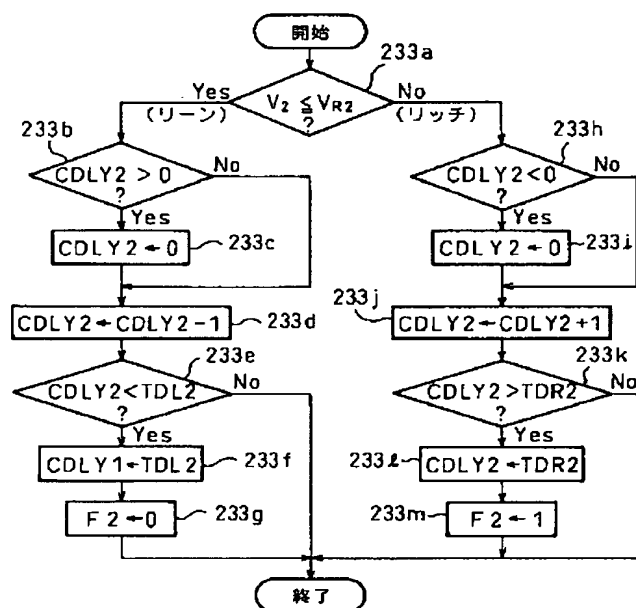 開始
233a
Yes
(リーン)
V2≦VR2
?
No
(リッチ)
233b
CDLY2>0
?
No
Yes
CDLY2←0
233c
CDLY2←CDLY2-1
233d
233e
CDLY2<TDL2
?
No
Yes
CDLY1←TDL2
233f
F2←0
233g
233h
CDLY2<0
?
No
Yes
CDLY2←0
233i
233j
CDLY2←CDLY2+1
233k
CDLY2>TDR2
?
No
Yes
233ℓ
CDLY2←TDR2
233m
F2←1
終了